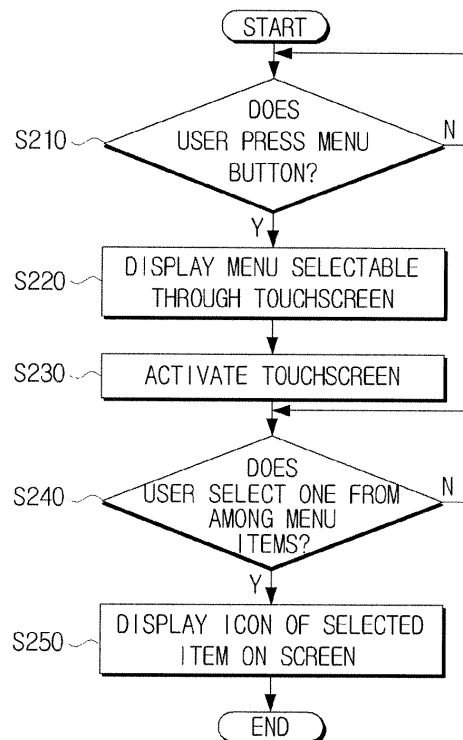 START
DOES
USER PRESS MENU
BUTTON?
S210
N
Y
DISPLAY MENU SELECTABLE
THROUGH TOUCHSCREEN
S220
ACTIVATE TOUCHSCREEN
S230
DOES
USER SELECT ONE FROM
AMONG MENU
ITEMS?
S240
N
Y
DISPLAY ICON OF SELECTED
ITEM ON SCREEN
S250
END